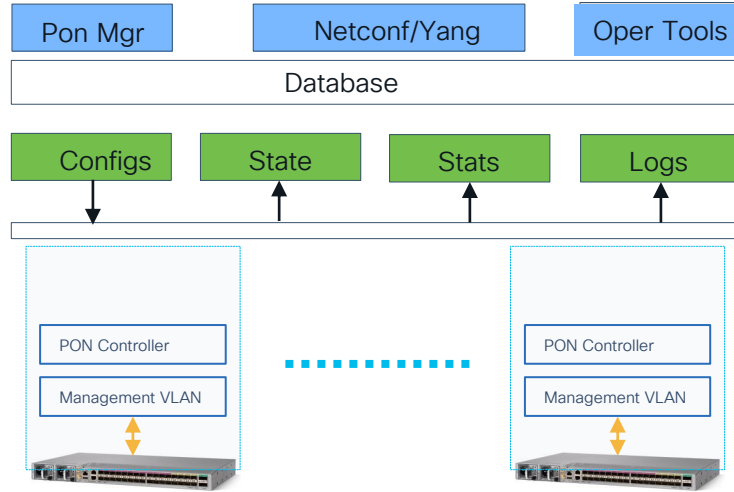 Pon Mgr
Netconf/Yang
Oper Tools
Database
Configs
State
Stats
Logs
PON Controller
Management VLAN
PON Controller
Management VLAN